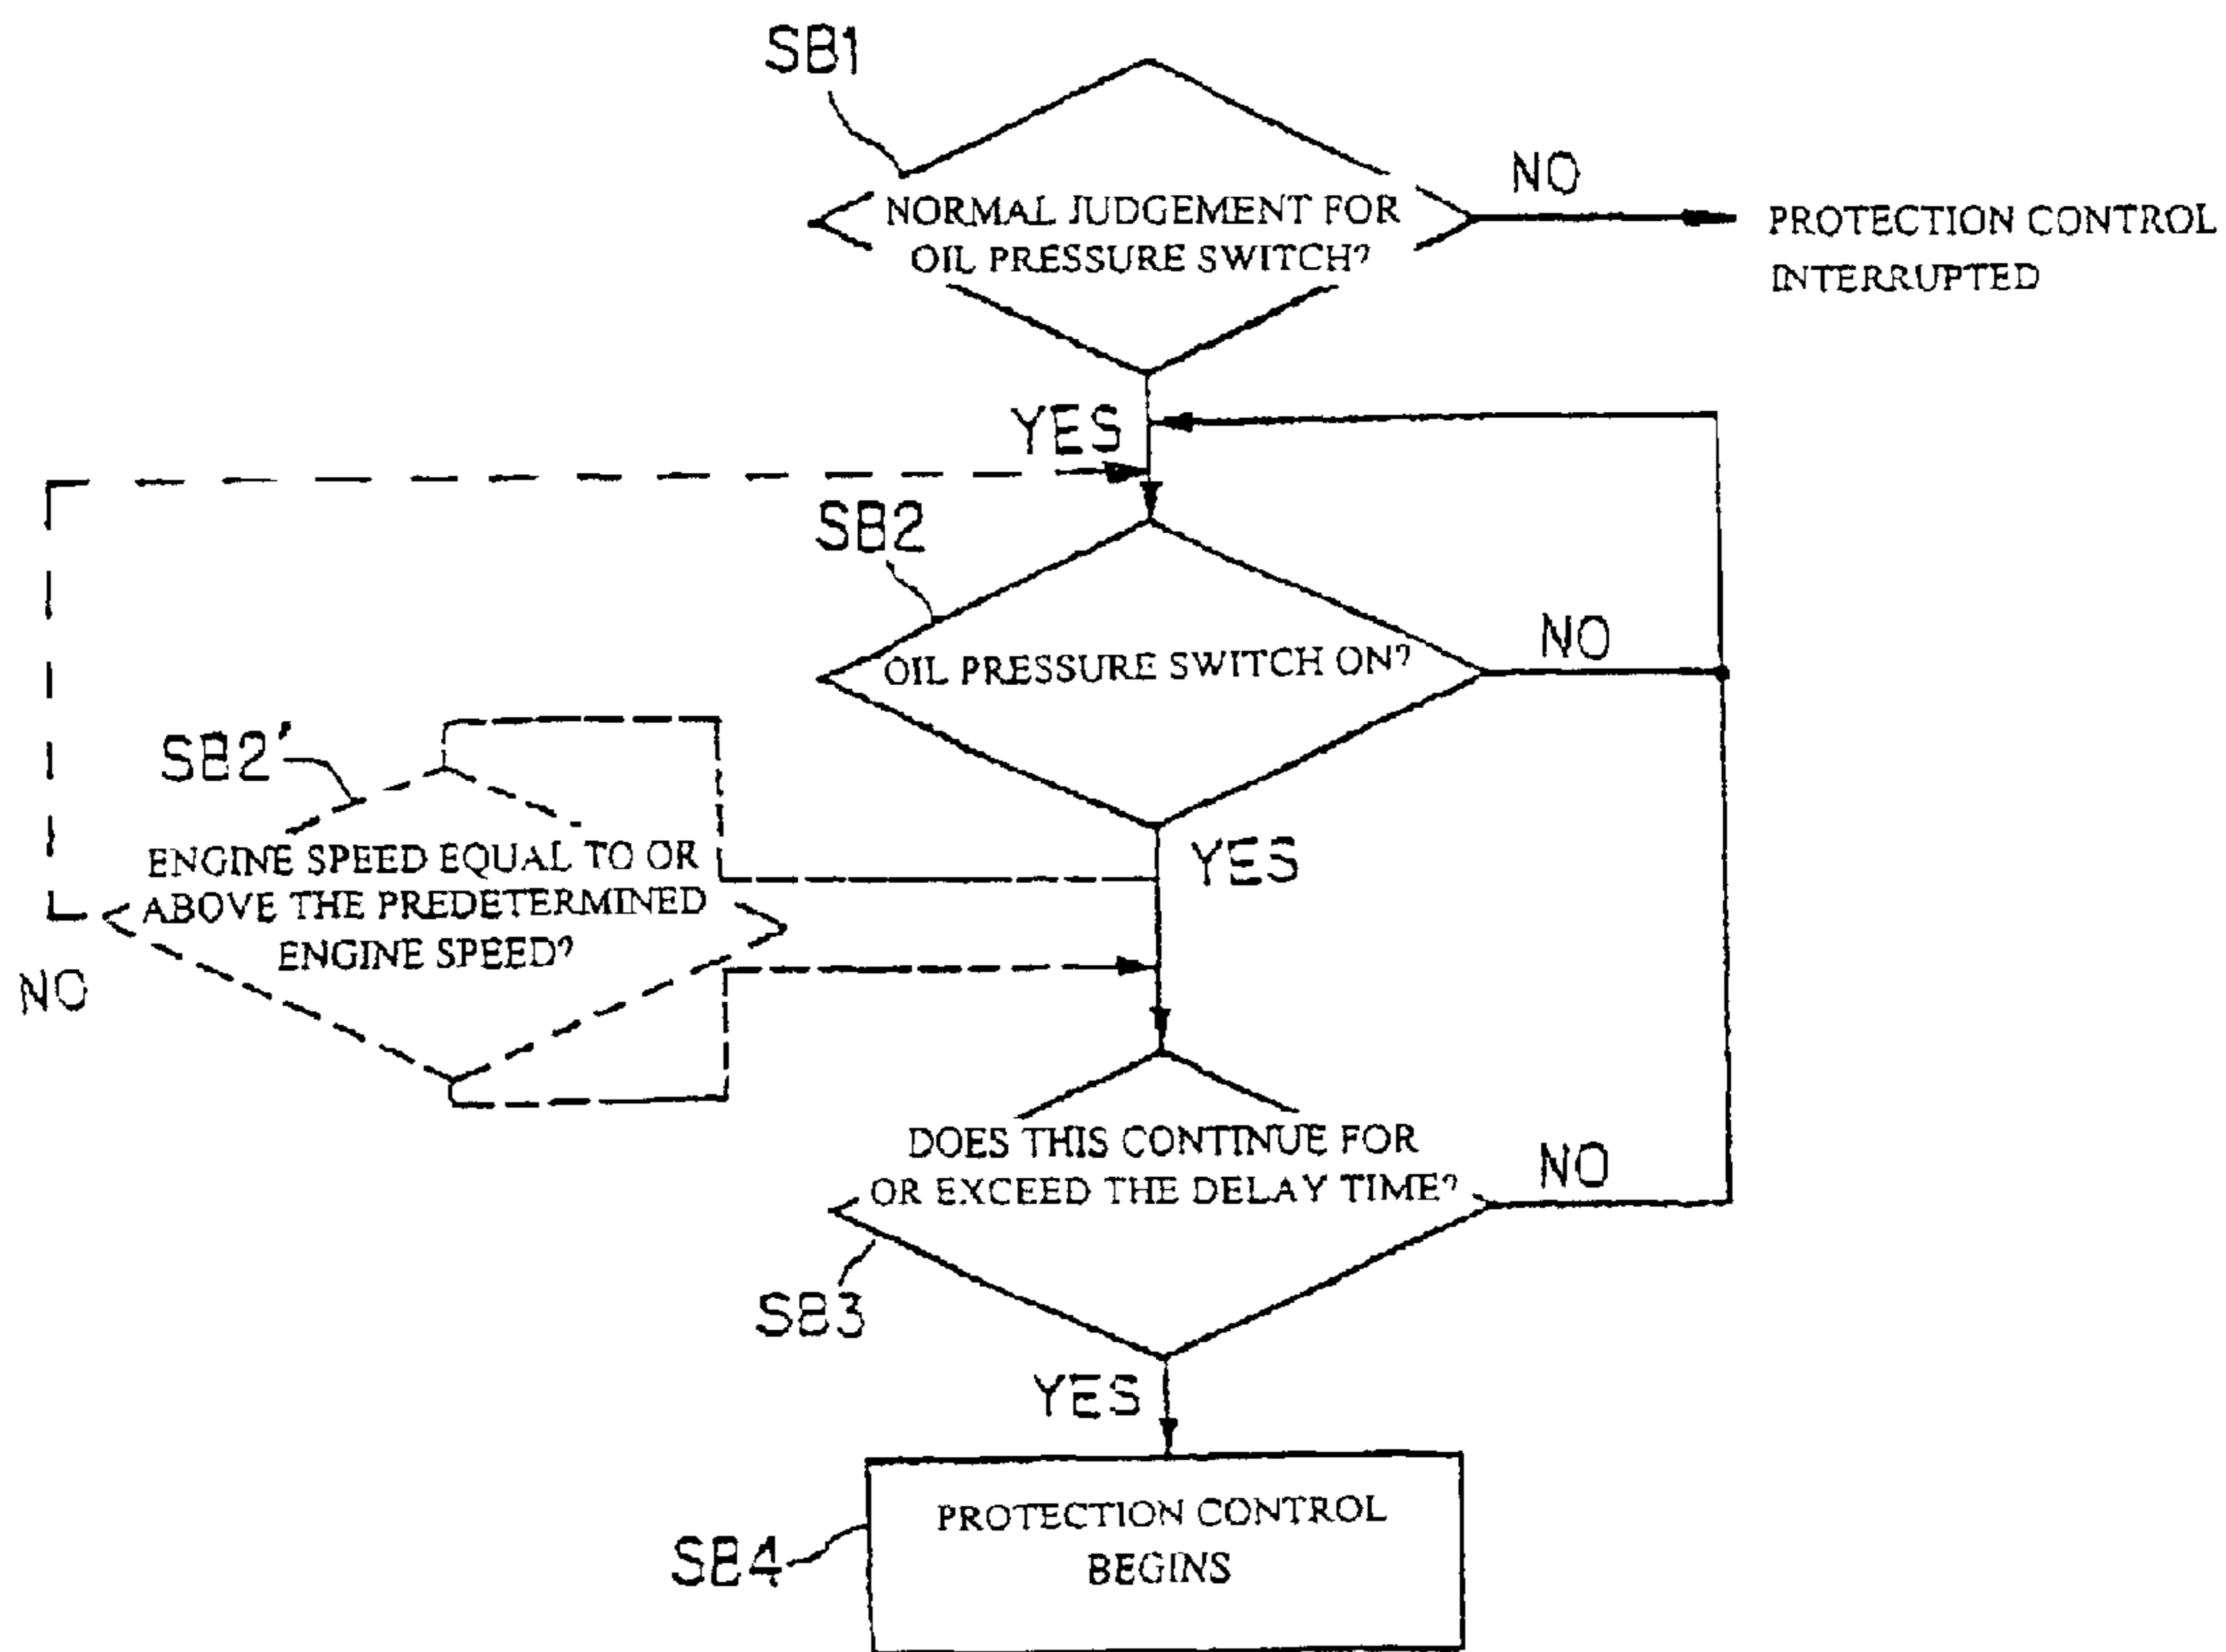 SB1
NORMAL JUDGEMENT FOR
OIL PRESSURE SWITCH?
NO
PROTECTION CONTROL
INTERRUPTED
YES
SB2
OIL PRESSURE SWITCH ON?
NO
YES
SB2'
ENGINE SPEED EQUAL TO OR
ABOVE THE PREDETERMINED
ENGINE SPEED?
NO
DOES THIS CONTINUE FOR
OR EXCEED THE DELAY TIME?
NO
SB3
YES
PROTECTION CONTROL
BEGINS
SB4